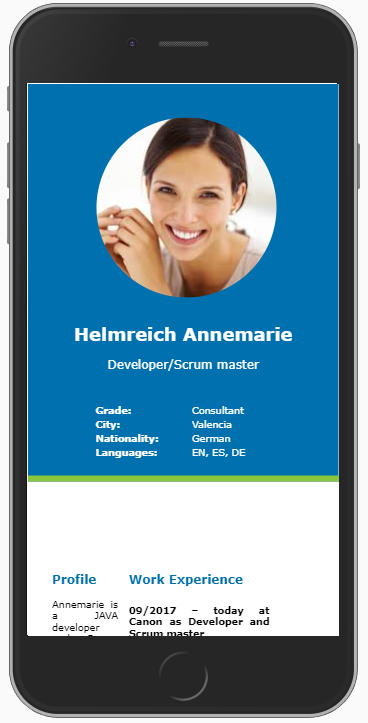 Helmreich Annemarie
Developer/Scrum master
Grade: Consultant
City: Valencia
Nationality: German
Languages: EN, ES, DE
Profile
Annemarie is
a JAVA
developer
Work Experience
09/2017 – today at
Canon as Developer and
Scrum master